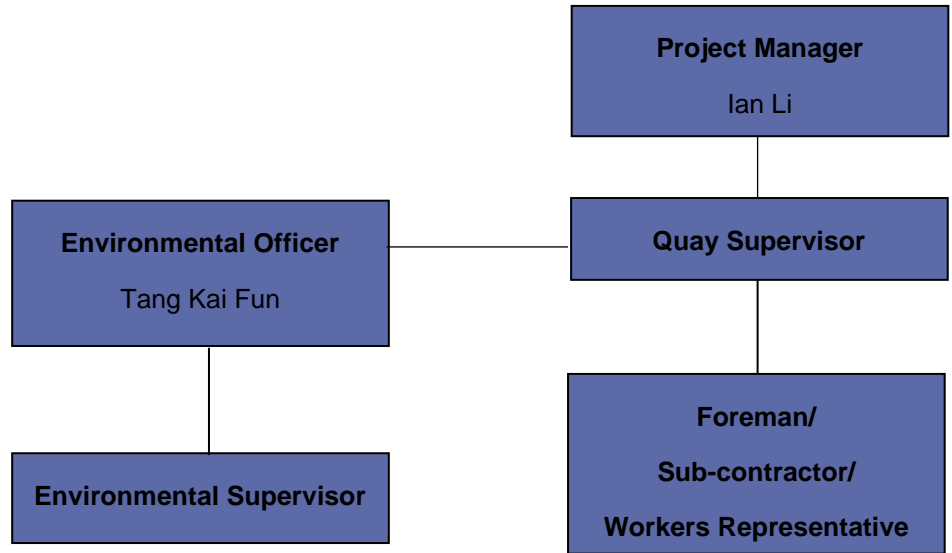 Project Manager
Ian Li
Environmental Officer
Tang Kai Fun
Quay Supervisor
Environmental Supervisor
Foreman/
Sub-contractor/
Workers Representative